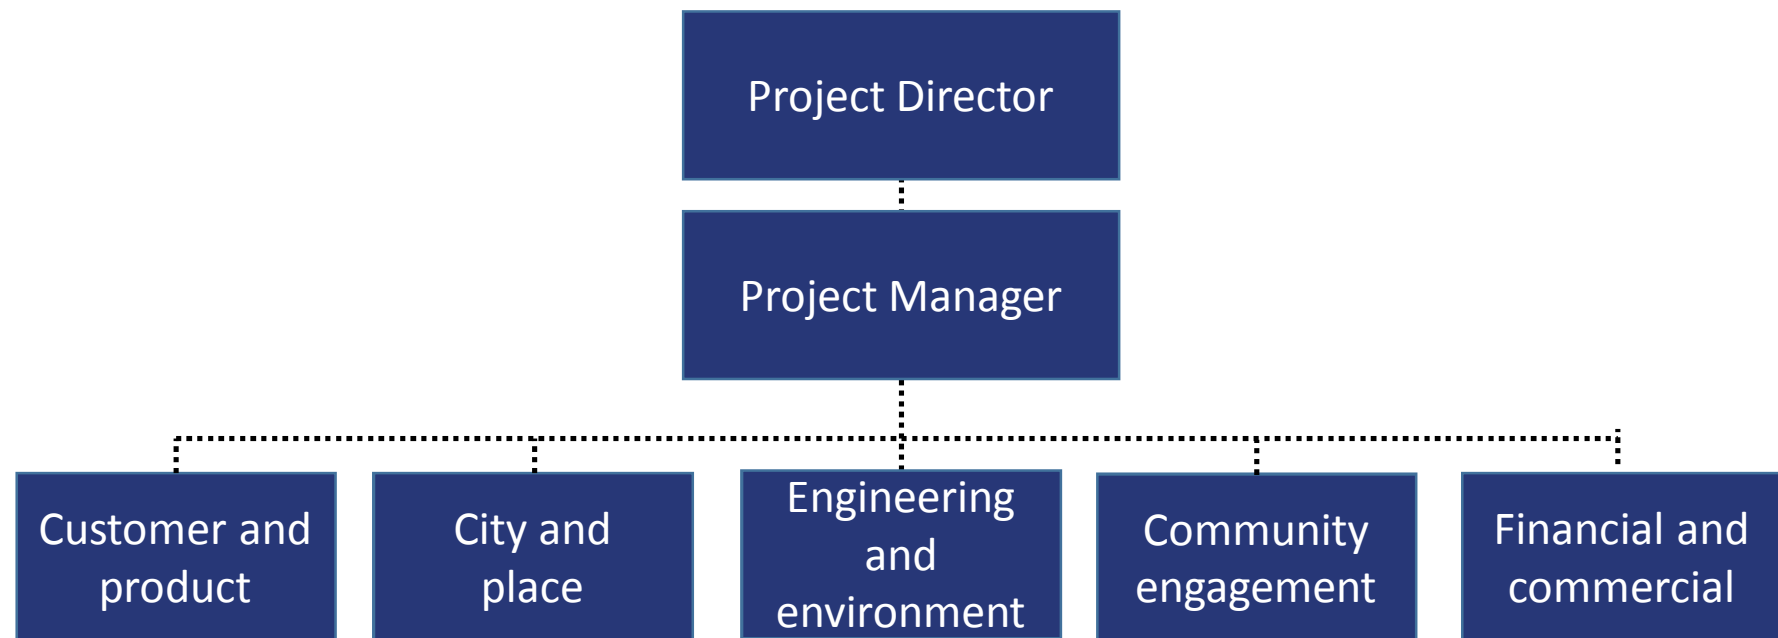 Project Director
Project Manager
Customer and
product
City and
place
Engineering
and
environment
Community
engagement
Financial and
commercial